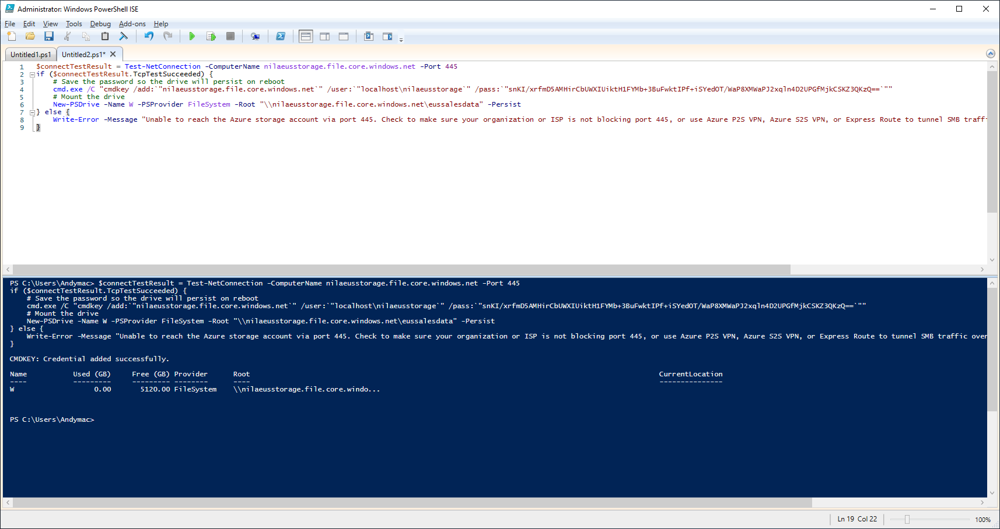 Administrator: Windows PowerShell ISE
File Edit View Tools Debug Add-ons Help
Untitled1.ps1 Untitled2.ps1*
1 $connectTestResult = Test-NetConnection -ComputerName nilaeusstorage.file.core.windows.net -Port 445
2 if ($connectTestResult.TcpTestSucceeded) {
3 # Save the password so the drive will persist on reboot
4 cmd.exe /C "cmdkey /add:`"nilaeusstorage.file.core.windows.net`" /user:`"localhost\nilaeusstorage`" /pass:`"snKI/xrfmD5AMHirCbUWXIUiktH1FYMb+3BuFwktIPf+iSYedOT/WaP8XMWaPJ2xqln4D2UPGfMjkCSKZ3QKzQ==`""
5 # Mount the drive
6 New-PSDrive -Name W -PSProvider FileSystem -Root "\\nilaeusstorage.file.core.windows.net\eussalesdata" -Persist
7 } else {
8 Write-Error -Message "Unable to reach the Azure storage account via port 445. Check to make sure your organization or ISP is not blocking port 445, or use Azure P2S VPN, Azure S2S VPN, or Express Route to tunnel SMB traff
9 }
PS C:\Users\Andymac> $connectTestResult = Test-NetConnection -ComputerName nilaeusstorage.file.core.windows.net -Port 445
if ($connectTestResult.TcpTestSucceeded) {
# Save the password so the drive will persist on reboot
cmd.exe /C "cmdkey /add:`"nilaeusstorage.file.core.windows.net`" /user:`"localhost\nilaeusstorage`" /pass:`"snKI/xrfmD5AMHirCbUWXIUiktH1FYMb+3BuFwktIPf+iSYedOT/WaP8XMWaPJ2xqln4D2UPGfMjkCSKZ3QKzQ==`""
# Mount the drive
New-PSDrive -Name W -PSProvider FileSystem -Root "\\nilaeusstorage.file.core.windows.net\eussalesdata" -Persist
} else {
Write-Error -Message "Unable to reach the Azure storage account via port 445. Check to make sure your organization or ISP is not blocking port 445, or use Azure P2S VPN, Azure S2S VPN, or Express Route to tunnel SMB traffic over
}
CMDKEY: Credential added successfully.
Name Used (GB) Free (GB) Provider Root CurrentLocation
---- --------- --------- -------- ---- ---------------
W 0.00 5120.00 FileSystem \\nilaeusstorage.file.core.windo...
PS C:\Users\Andymac>
Ln 19 Col 22 100%